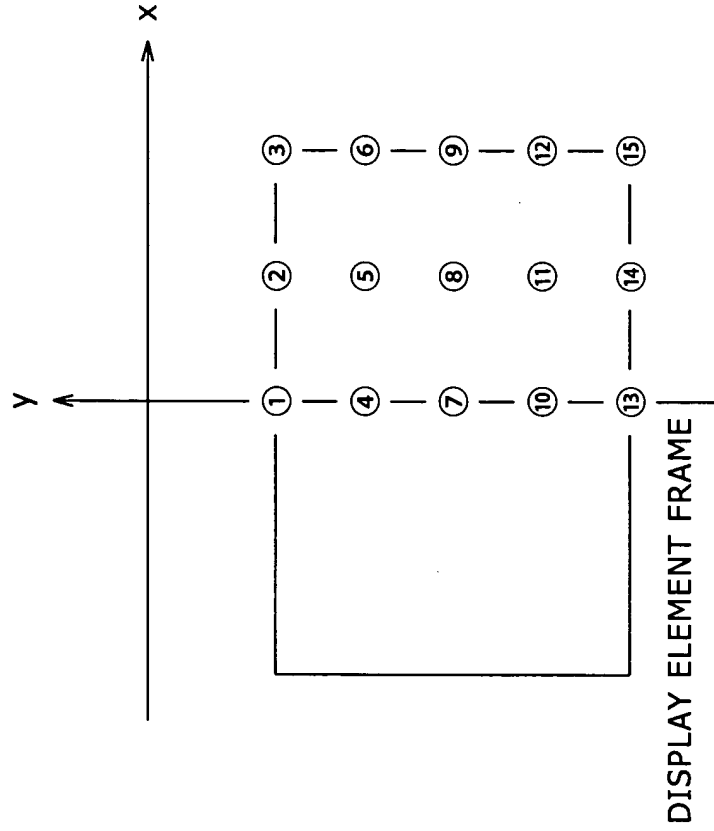 y
x
① ② ③
④ ⑤ ⑥
⑦ ⑧ ⑨
⑩ ⑪ ⑫
⑬ ⑭ ⑮
DISPLAY ELEMENT FRAME